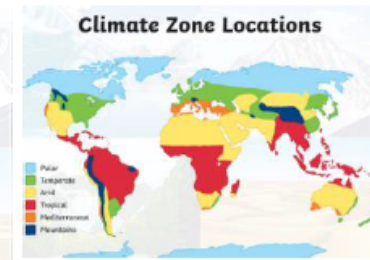 Climate Zone Locations
Polar
Temperate
Arid
Tropical
Mediterranean
Mountains